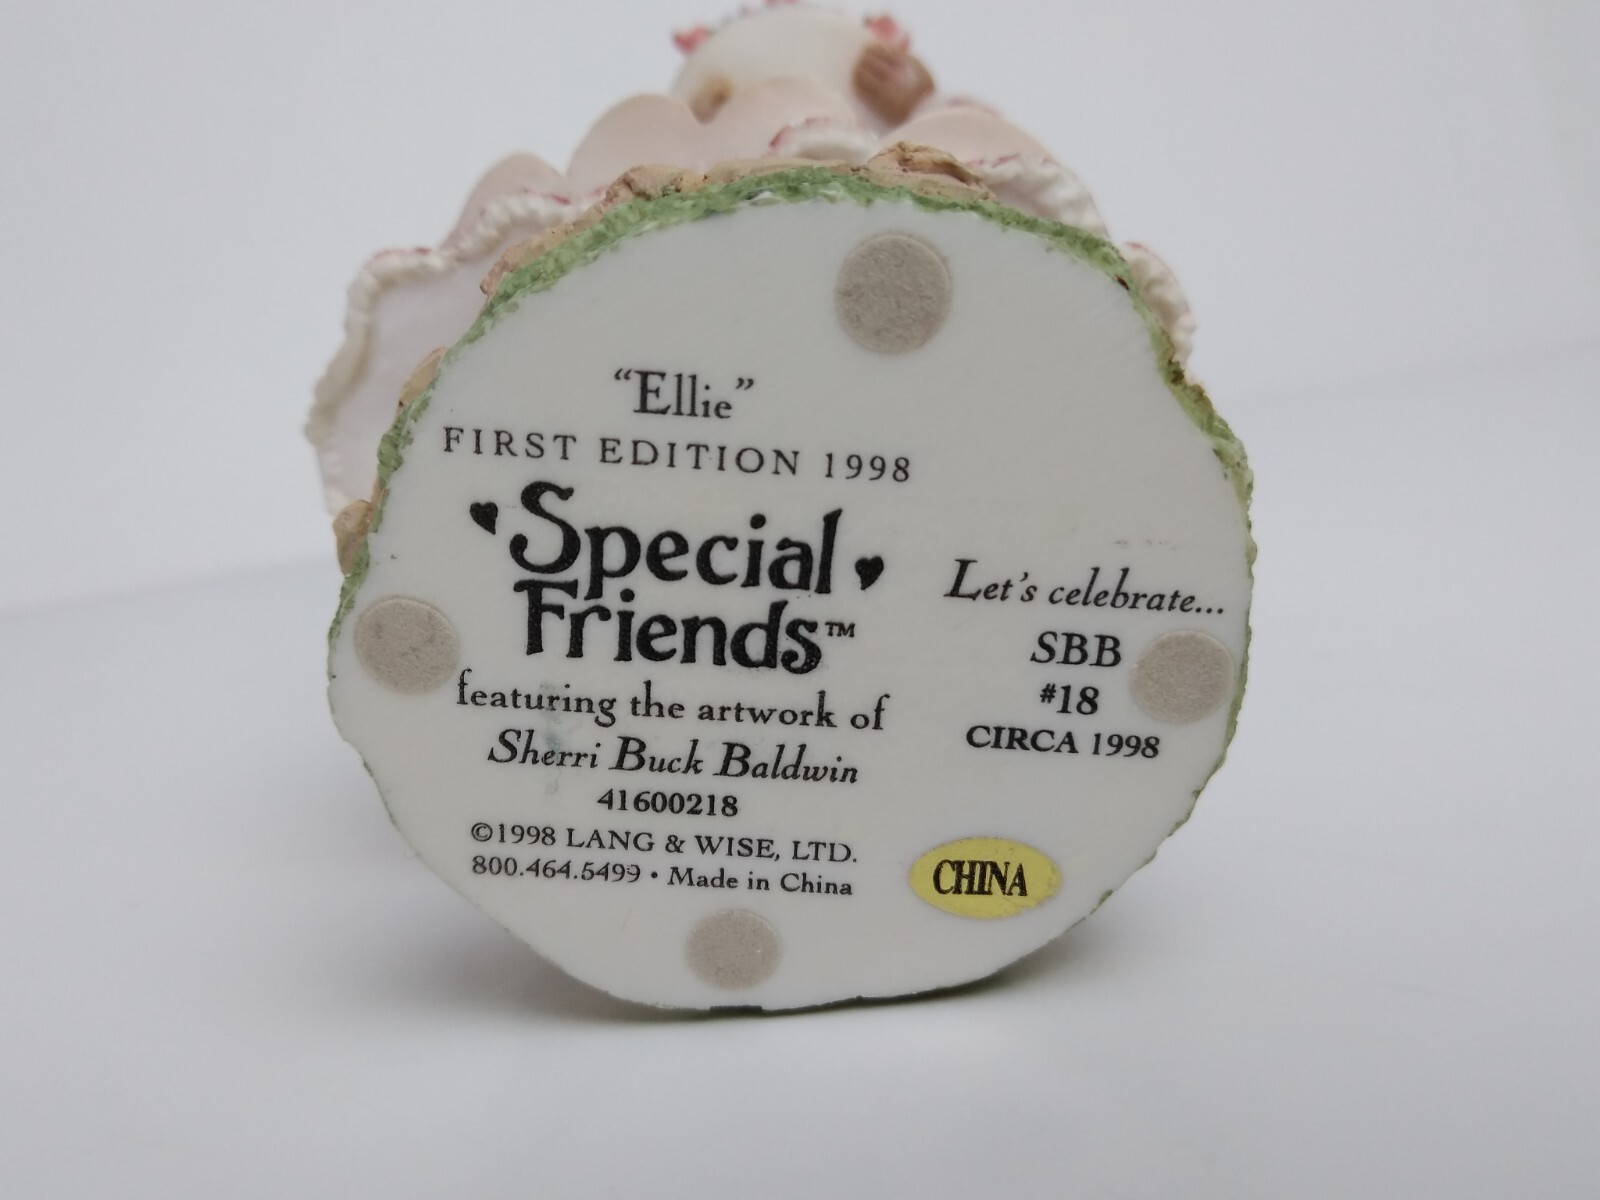 “Ellie”
FIRST EDITION 1998
Special
Friends™
featuring the artwork of
Sherri Buck Baldwin
41600218
©1998 LANG & WISE, LTD.
800.464.5499 • Made in China
Let's celebrate...
SBB
#18
CIRCA 1998
CHINA